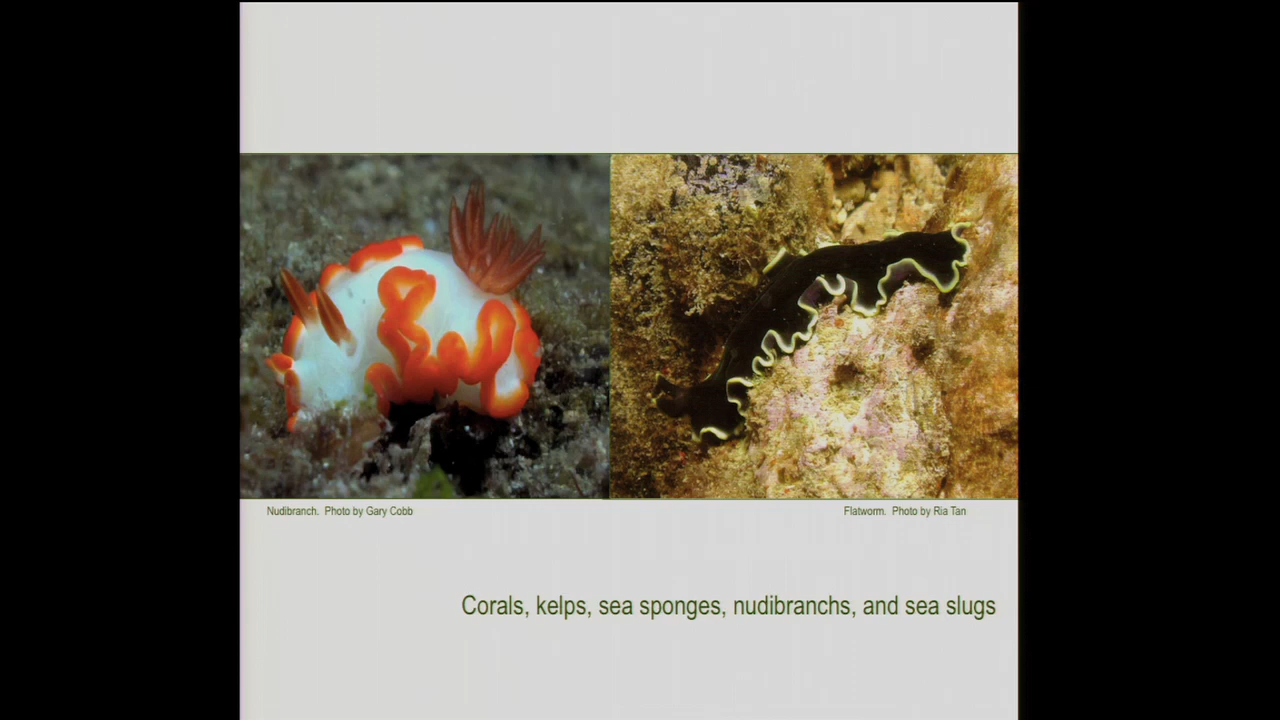 Nudibranch. Photo by Gary Cobb
Flatworm. Photo by Ria Tan
Corals, kelps, sea sponges, nudibranchs, and sea slugs